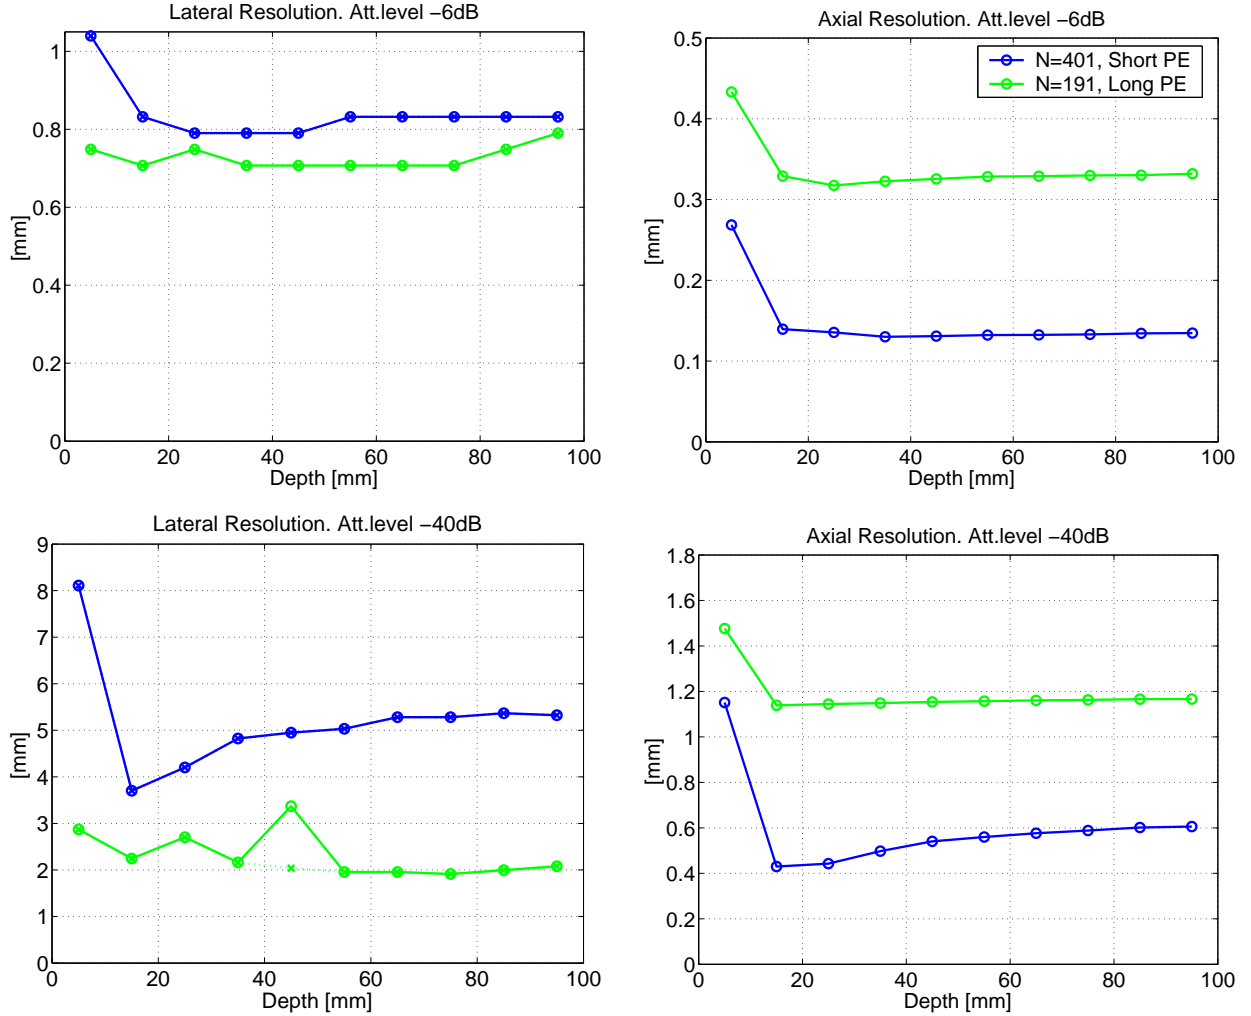 Lateral Resolution. Att.level −6dB
1
0.8
0.6
0.4
0.2
0
[mm]
0 20 40 60 80 100
Depth [mm]
Axial Resolution. Att.level −6dB
0.5
0.4
0.3
0.2
0.1
0
[mm]
N=401, Short PE
N=191, Long PE
0 20 40 60 80 100
Depth [mm]
Lateral Resolution. Att.level −40dB
9
8
7
6
5
4
3
2
1
0
[mm]
0 20 40 60 80 100
Depth [mm]
Axial Resolution. Att.level −40dB
1.8
1.6
1.4
1.2
1
0.8
0.6
0.4
0.2
0
[mm]
0 20 40 60 80 100
Depth [mm]